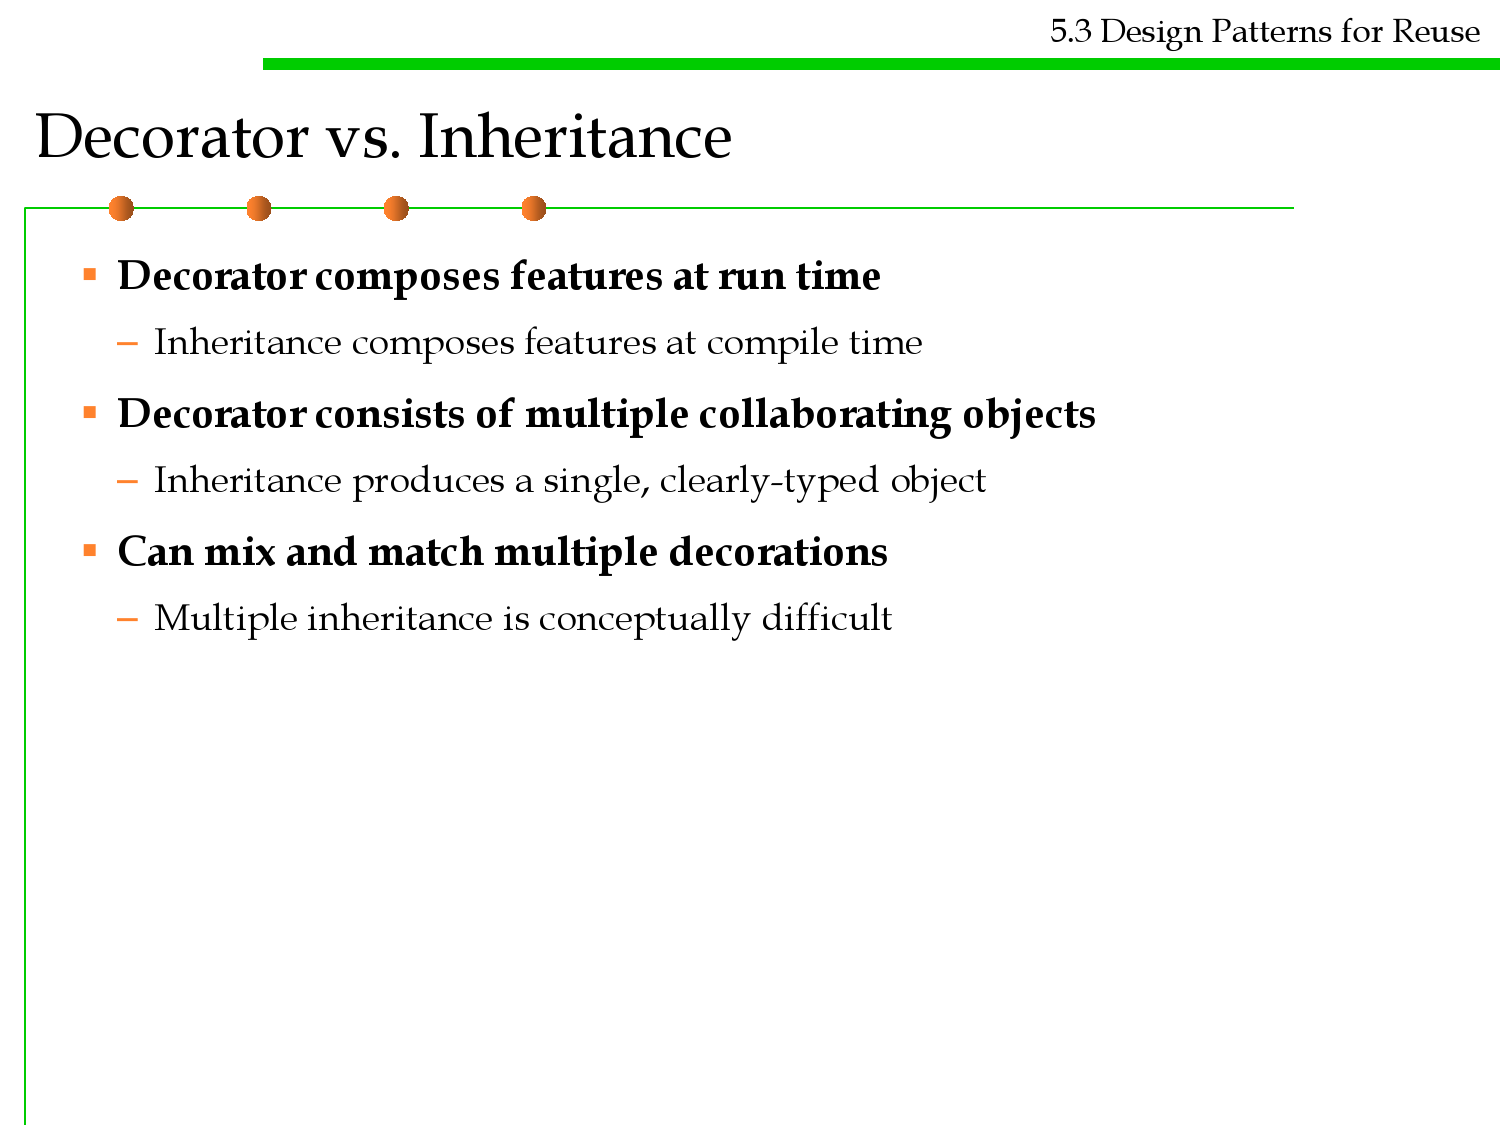 5.3 Design Patterns for Reuse
Decorator vs. Inheritance
▪ Decorator composes features at run time
– Inheritance composes features at compile time
▪ Decorator consists of multiple collaborating objects
– Inheritance produces a single, clearly-typed object
▪ Can mix and match multiple decorations
– Multiple inheritance is conceptually difficult